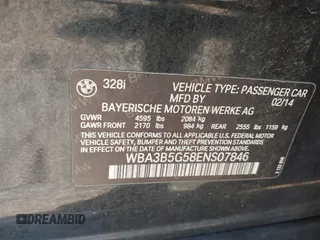 328i
VEHICLE TYPE: PASSENGER CAR
MFD BY 02/14
BAYERISCHE MOTOREN WERKE AG
GVWR 4595 lbs 2084 kg
GAWR FRONT 2170 lbs 984 kg GAWR REAR 2555 lbs 1159 kg
THIS VEHICLE CONFORMS TO ALL APPLICABLE FEDERAL MOTOR VEHICLE
SAFETY, BUMPER, AND THEFT PREVENTION STANDARDS IN EFFECT ON THE
DATE OF MANUFACTURE SHOWN ABOVE.
WBA3B5G58ENS07846
DREAMBID